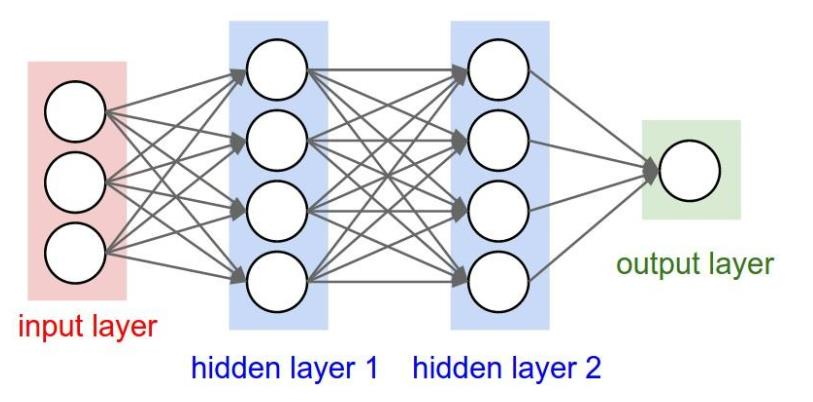 input layer
hidden layer 1
hidden layer 2
output layer